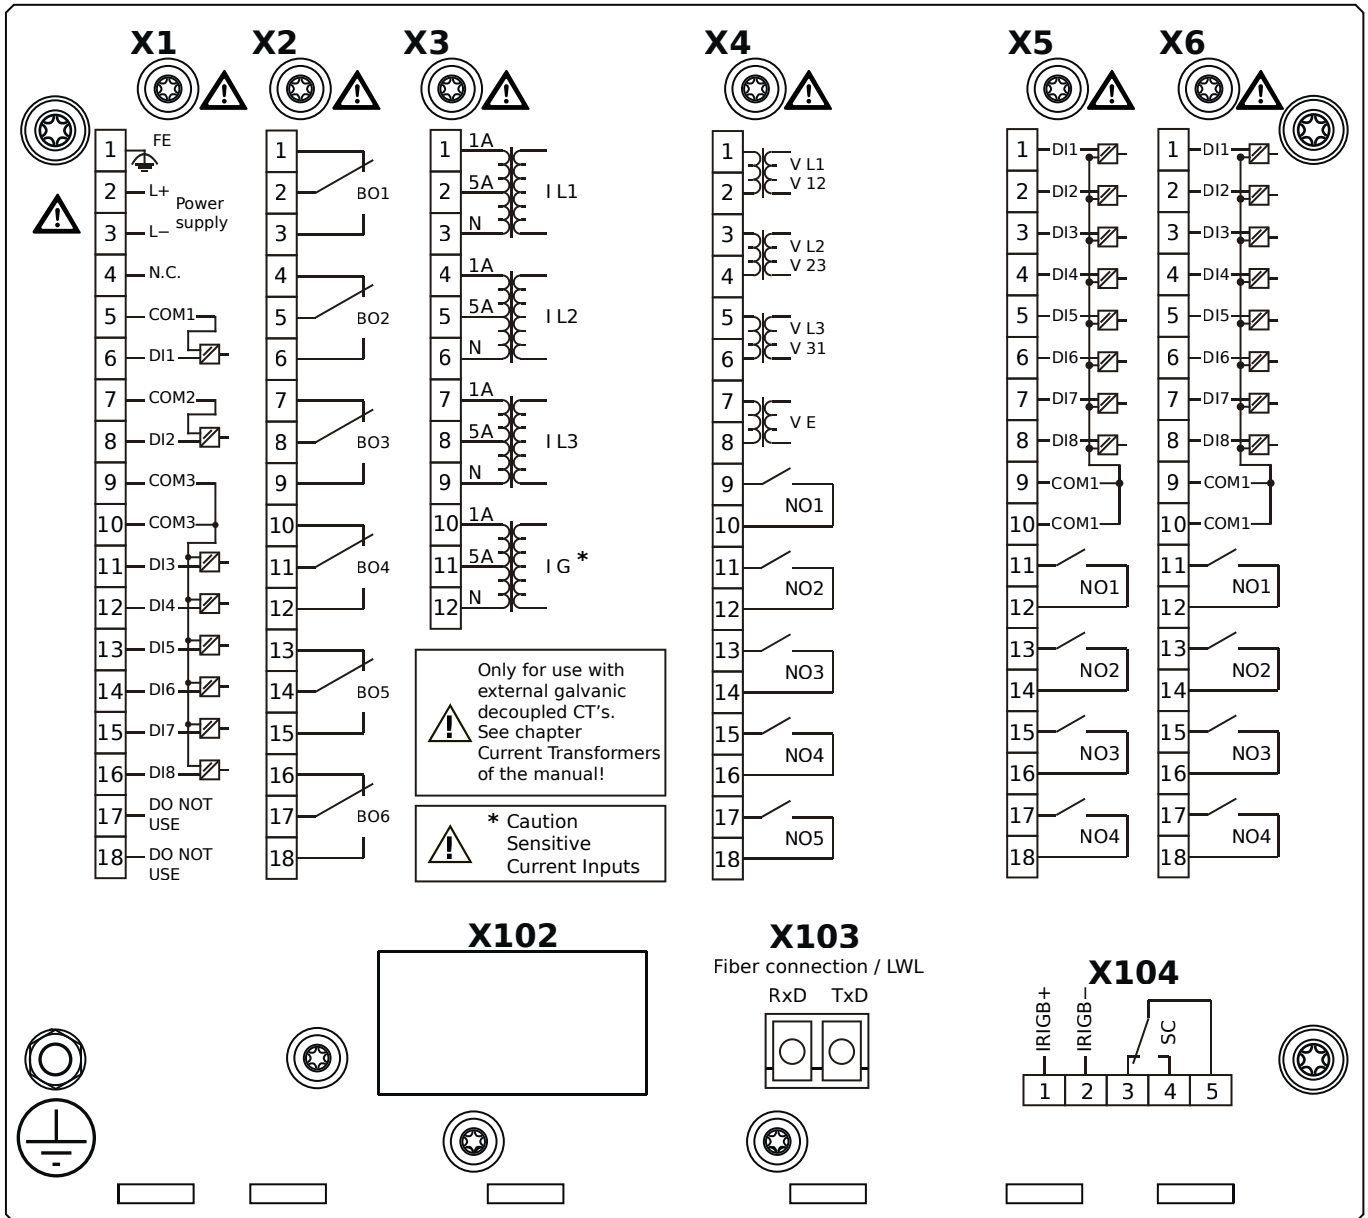 X1 X2 X3 X4 X5 X6
1 FE
2 L+
Power
supply
3 L−
4 N.C.
5 COM1
6 DI1
7 COM2
8 DI2
9 COM3
10 COM3
11 DI3
12 DI4
13 DI5
14 DI6
15 DI7
16 DI8
17 DO NOT
USE
18 DO NOT
USE
1
2 BO1
3
4
5 BO2
6
7
8 BO3
9
10
11 BO4
12
13
14 BO5
15
16
17 BO6
18
1 1A
2 5A I L1
3 N
4 1A
5 5A I L2
6 N
7 1A
8 5A I L3
9 N
10 1A
11 5A I G *
12 N
Only for use with
external galvanic
decoupled CT's.
See chapter
Current Transformers
of the manual!
* Caution
Sensitive
Current Inputs
1
V L1
V 12
2
3
V L2
V 23
4
5
V L3
V 31
6
7
V E
8
9
NO1
10
11
NO2
12
13
NO3
14
15
NO4
16
17
NO5
18
1 DI1
2 DI2
3 DI3
4 DI4
5 DI5
6 DI6
7 DI7
8 DI8
9 COM1
10 COM1
11
NO1
12
13
NO2
14
15
NO3
16
17
NO4
18
1 DI1
2 DI2
3 DI3
4 DI4
5 DI5
6 DI6
7 DI7
8 DI8
9 COM1
10 COM1
11
NO1
12
13
NO2
14
15
NO3
16
17
NO4
18
X102
X103
Fiber connection / LWL
RxD TxD
X104
IRIGB+
IRIGB−
SC
1 2 3 4 5